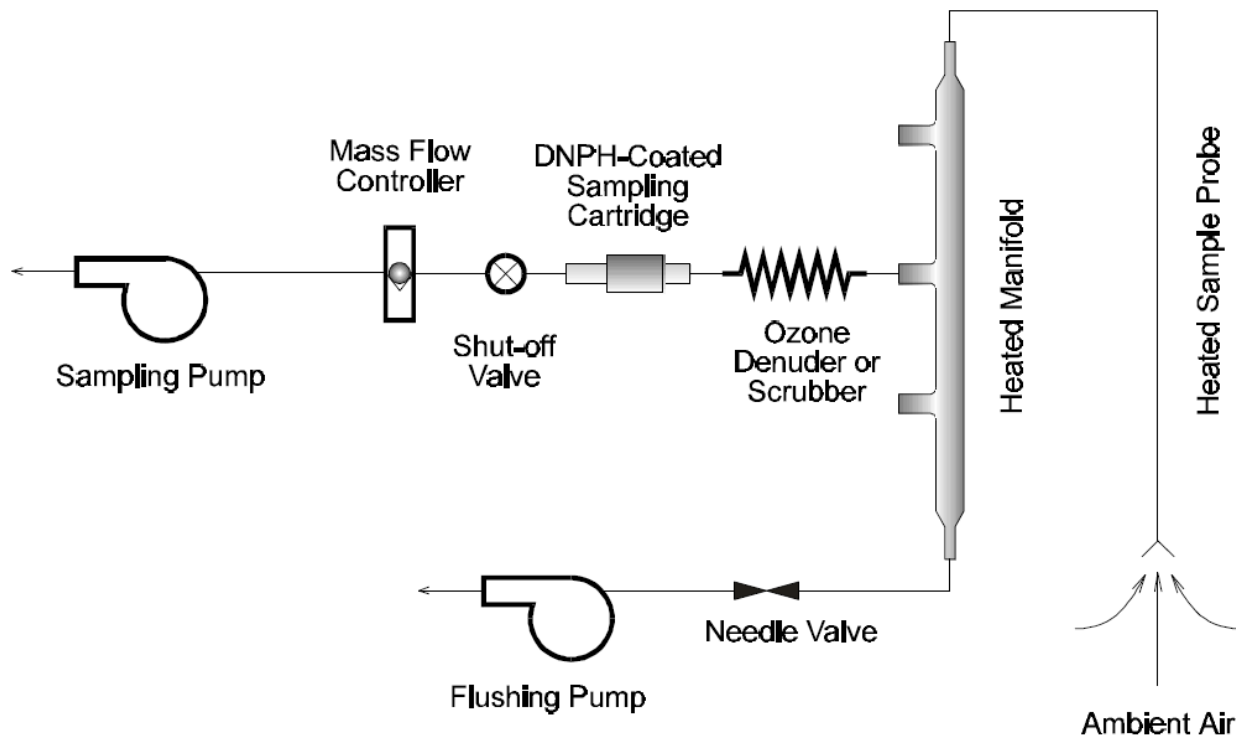 Mass Flow
Controller
DNPH-Coated
Sampling
Cartridge
Sampling Pump
Shut-off
Valve
Ozone
Denuder or
Scrubber
Heated Manifold
Heated Sample Probe
Needle Valve
Flushing Pump
Ambient Air